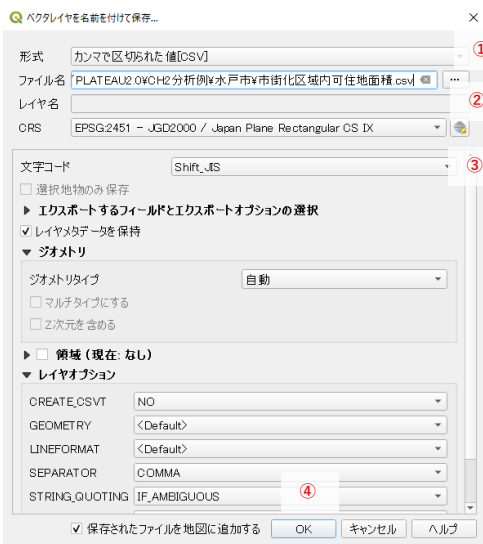 ベクタレイヤを名前を付けて保存...
形式 カンマで区切られた値[CSV] ①
ファイル名 'PLATEAU2.0¥CH2分析例¥水戸市¥市街化区域内可住地面積.csv ...
レイヤ名 ②
CRS EPSG:2451 - JGD2000 / Japan Plane Rectangular CS IX
文字コード Shift_JIS ③
選択地物のみ保存
エクスポートするフィールドとエクスポートオプションの選択
レイヤメタデータを保持
ジオメトリ
ジオメトリタイプ 自動
マルチタイプにする
Z次元を含める
領域 (現在: なし)
レイヤオプション
CREATE_CSVT NO
GEOMETRY <Default>
LINEFORMAT <Default>
SEPARATOR COMMA
STRING_QUOTING IF_AMBIGUOUS ④
保存されたファイルを地図に追加する OK キャンセル ヘルプ